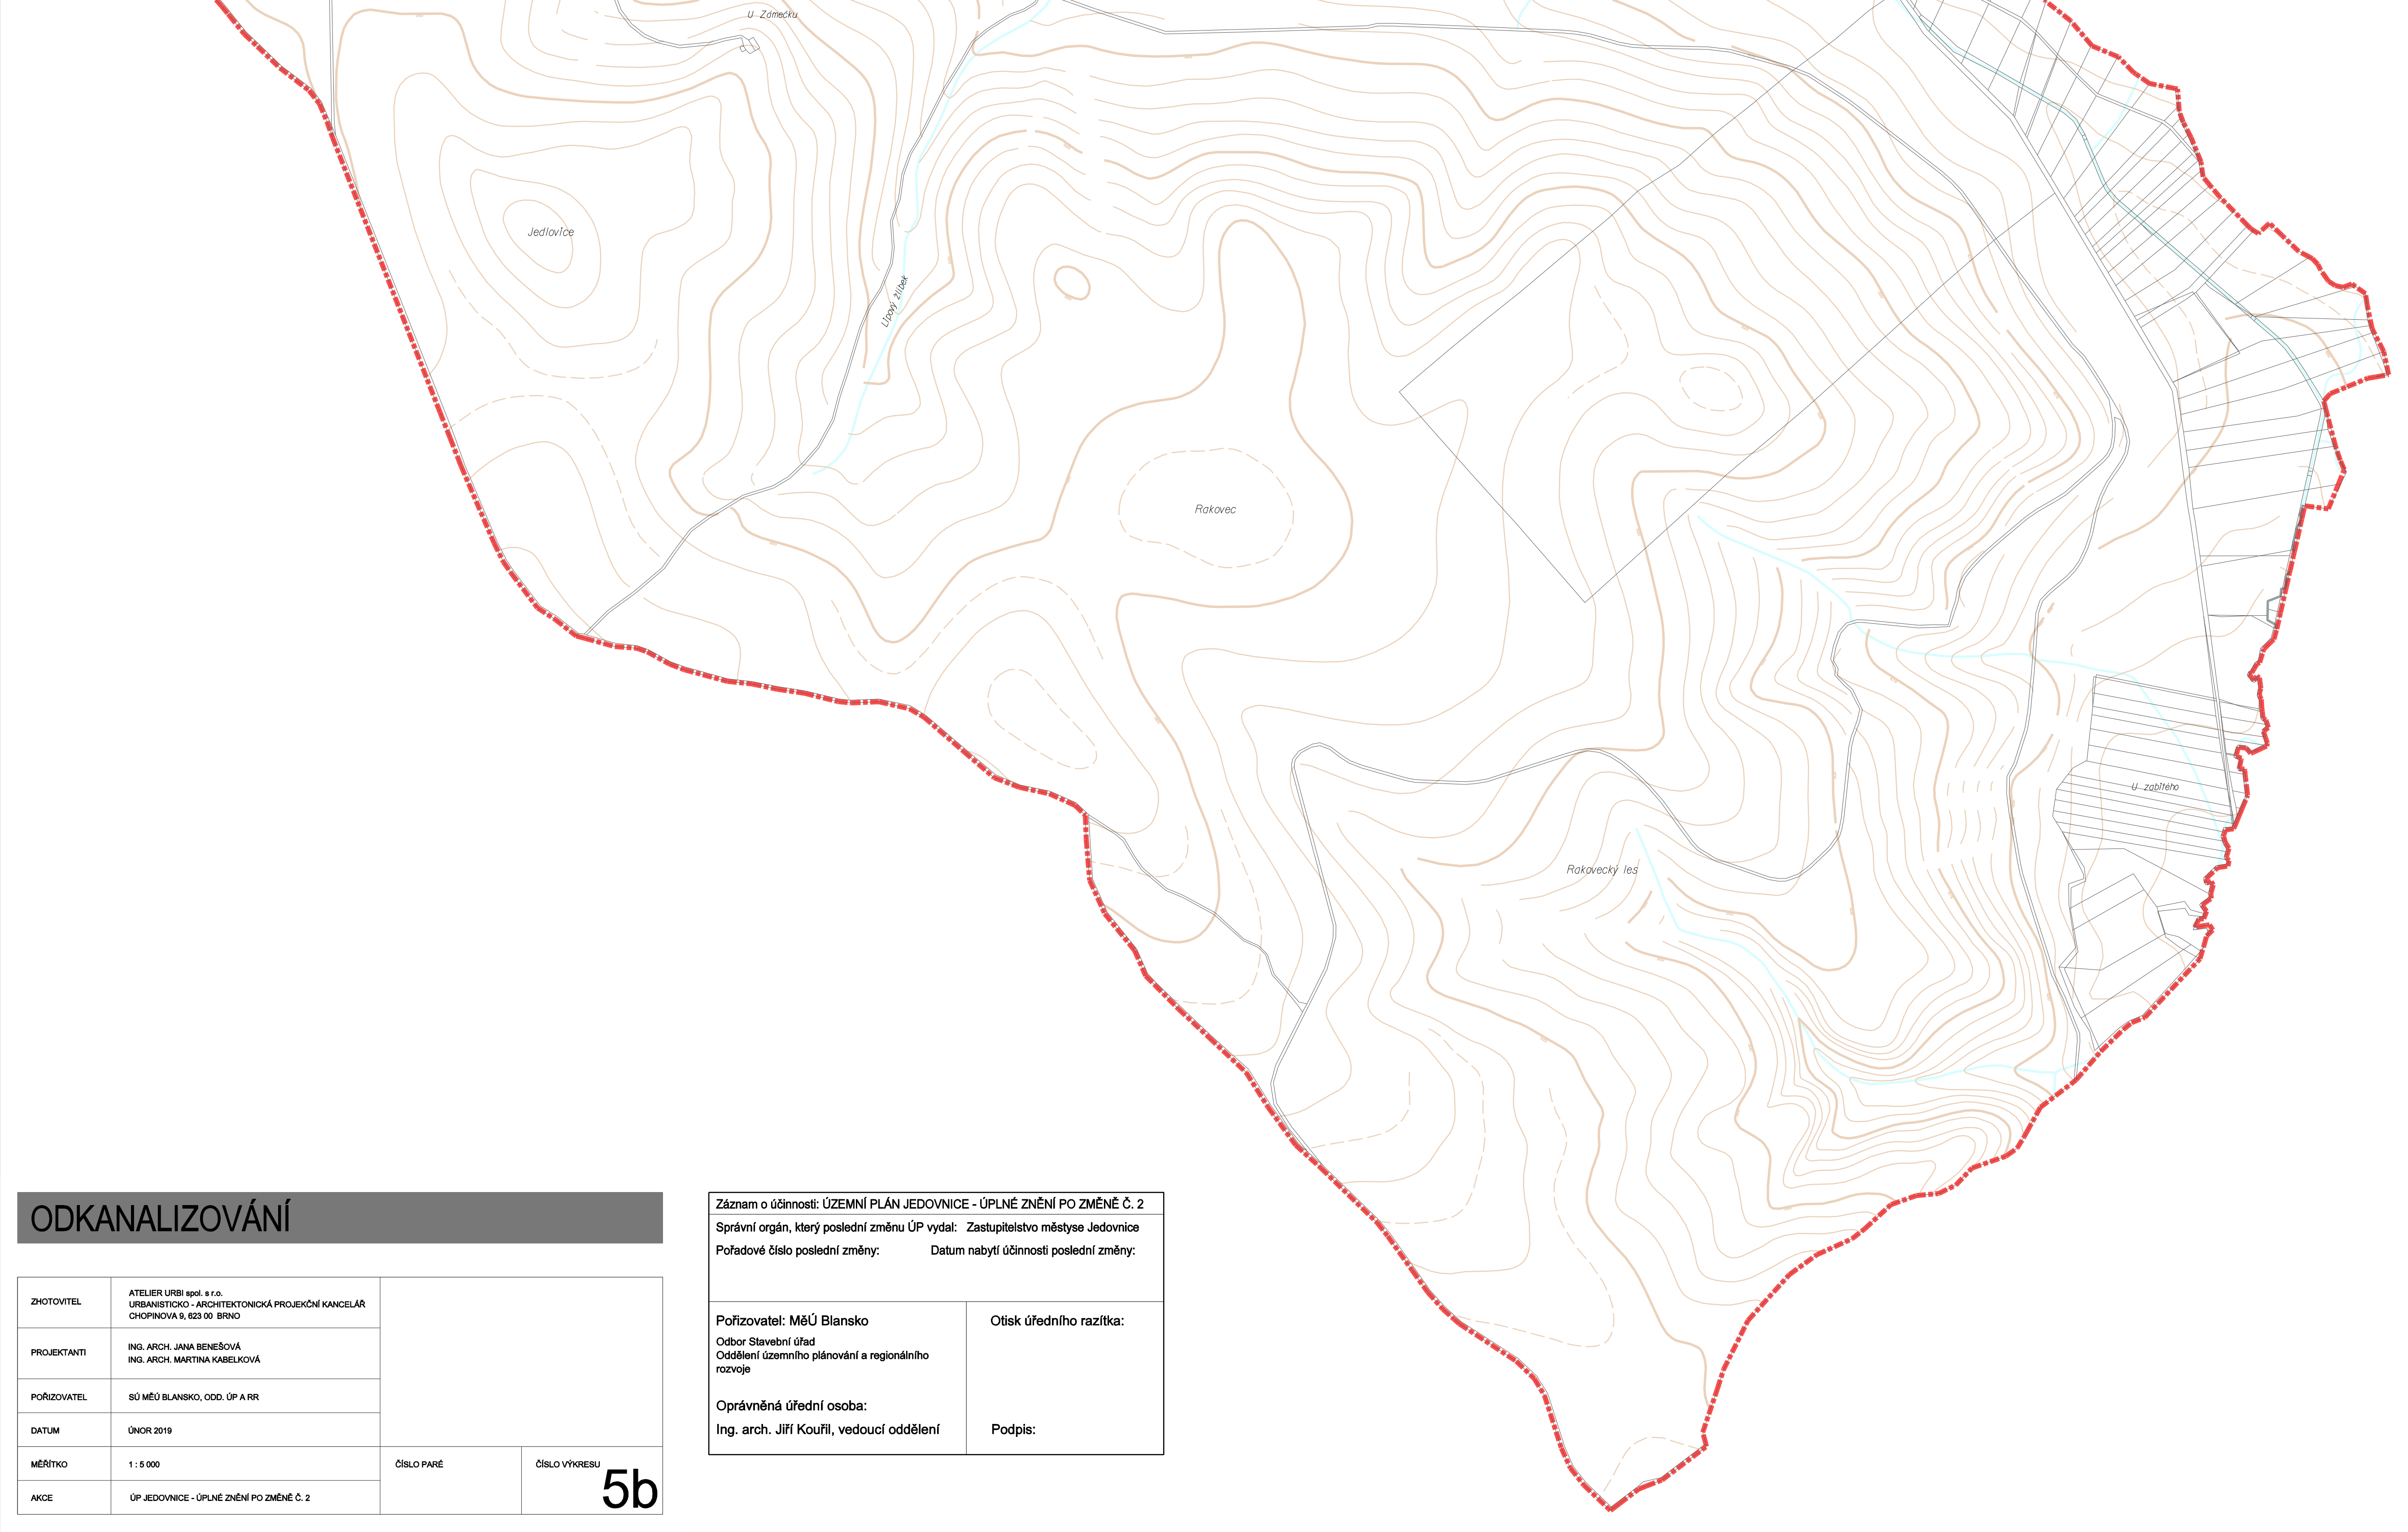 U Zámečku
Jedlovice
Lipový žlíbek
Rakovec
Rakovecký les
U zabitého
ODKANALIZOVÁNÍ
ZHOTOVITEL
ATELIER URBI spol. s r.o.
URBANISTICKO - ARCHITEKTONICKÁ PROJEKČNÍ KANCELÁŘ
CHOPINOVA 9, 623 00 BRNO
PROJEKTANTI
ING. ARCH. JANA BENEŠOVÁ
ING. ARCH. MARTINA KABELKOVÁ
POŘIZOVATEL
SÚ MĚÚ BLANSKO, ODD. ÚP A RR
DATUM
ÚNOR 2019
MĚŘÍTKO
1 : 5 000
ČÍSLO PARÉ
ČÍSLO VÝKRESU
5b
AKCE
ÚP JEDOVNICE - ÚPLNÉ ZNĚNÍ PO ZMĚNĚ Č. 2
Záznam o účinnosti: ÚZEMNÍ PLÁN JEDOVNICE - ÚPLNÉ ZNĚNÍ PO ZMĚNĚ Č. 2
Správní orgán, který poslední změnu ÚP vydal: Zastupitelstvo městyse Jedovnice
Pořadové číslo poslední změny: Datum nabytí účinnosti poslední změny:
Pořizovatel: MěÚ Blansko
Odbor Stavební úřad
Oddělení územního plánování a regionálního
rozvoje
Oprávněná úřední osoba:
Ing. arch. Jiří Kouřil, vedoucí oddělení
Otisk úředního razítka:
Podpis: